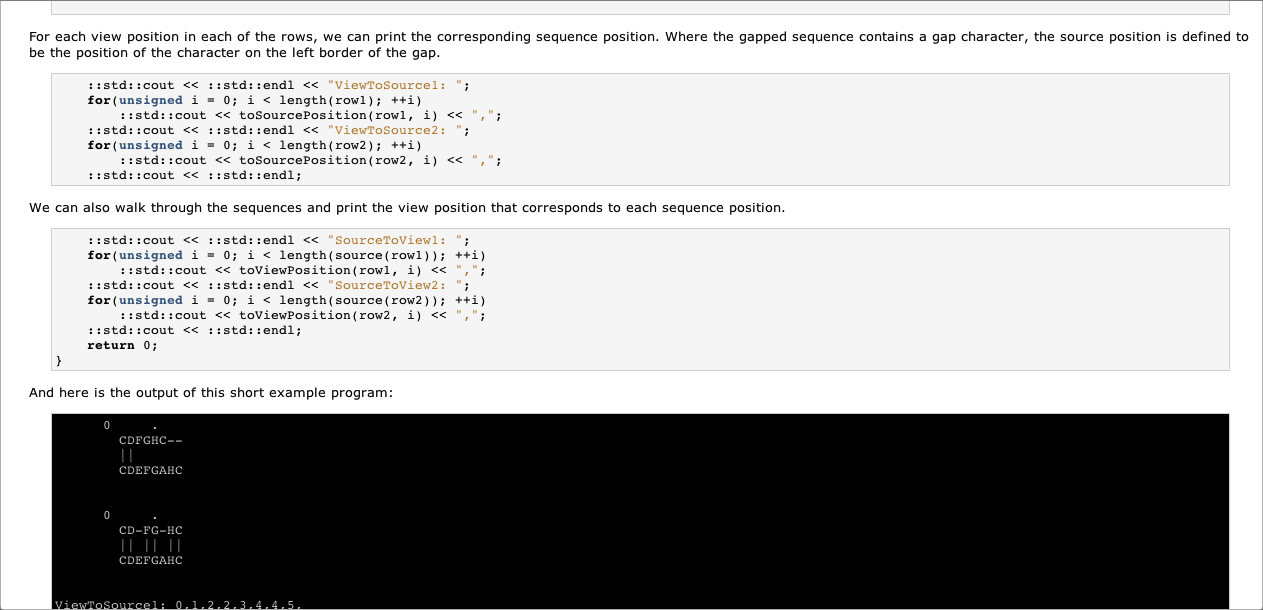 For each view position in each of the rows, we can print the corresponding sequence position. Where the gapped sequence contains a gap character, the source position is defined to
be the position of the character on the left border of the gap.
::std::cout << ::std::endl << "ViewToSource1: ";
for(unsigned i = 0; i < length(row1); ++i)
::std::cout << toSourcePosition(row1, i) << ",";
::std::cout << ::std::endl << "ViewToSource2: ";
for(unsigned i = 0; i < length(row2); ++i)
::std::cout << toSourcePosition(row2, i) << ",";
::std::cout << ::std::endl;
We can also walk through the sequences and print the view position that corresponds to each sequence position.
::std::cout << ::std::endl << "SourceToView1: ";
for(unsigned i = 0; i < length(source(row1)); ++i)
::std::cout << toViewPosition(row1, i) << ",";
::std::cout << ::std::endl << "SourceToView2: ";
for(unsigned i = 0; i < length(source(row2)); ++i)
::std::cout << toViewPosition(row2, i) << ",";
::std::cout << ::std::endl;
return 0;
}
And here is the output of this short example program:
0     .
CDFGHC--
||
CDEFGAHC
0     .
CD-FG-HC
|| || ||
CDEFGAHC
ViewToSource1: 0,1,2,2,3,4,4,5,